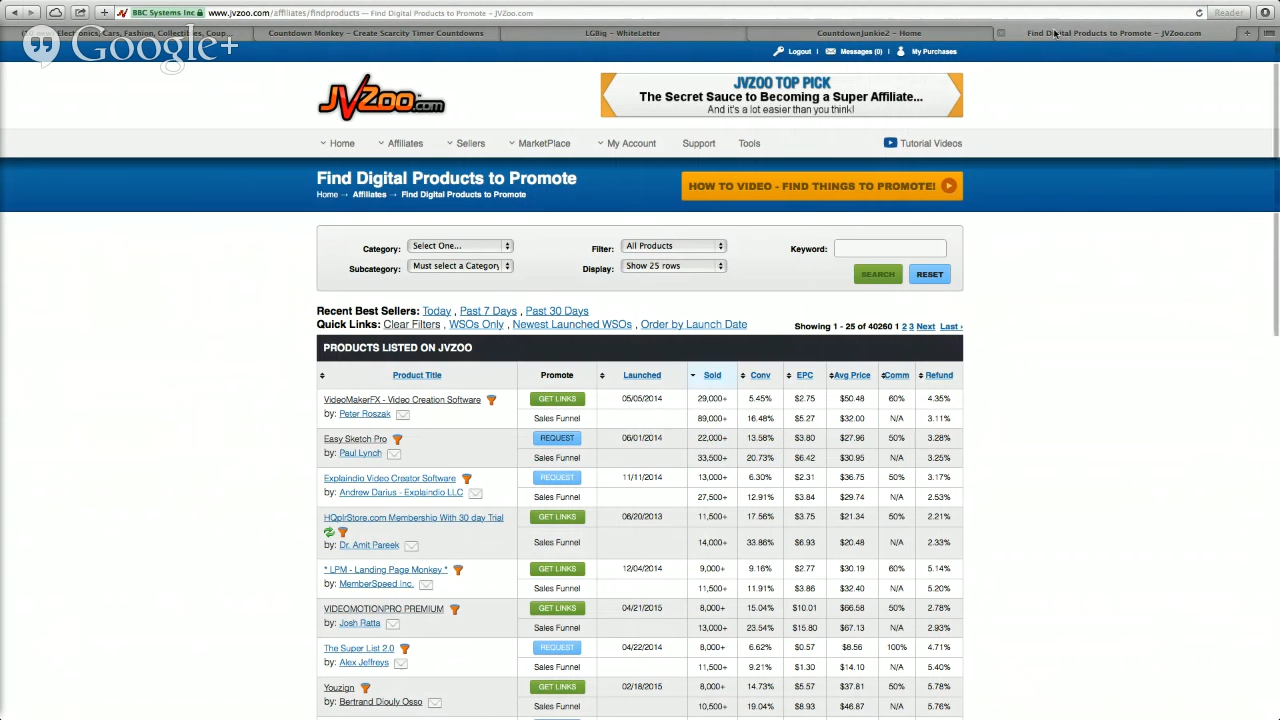 BBC Systems Inc www.jvzoo.com/affiliates/findproducts — Find Digital Products to Promote – JVZoo.com Reader
Electronics, Cars, Fashion, Collectibles, Coup... Countdown Monkey – Create Scarcity Timer Countdowns LGBiq – WhiteLetter CountdownJunkie2 – Home Find Digital Products to Promote – JVZoo.com
Google+
Logout Messages (0) My Purchases
JVZoo.com
JVZOO TOP PICK
The Secret Sauce to Becoming a Super Affiliate...
And it's a lot easier than you think!
Home Affiliates Sellers MarketPlace My Account Support Tools Tutorial Videos
Find Digital Products to Promote
HOW TO VIDEO - FIND THINGS TO PROMOTE!
Home → Affiliates → Find Digital Products to Promote
Category: Select One... Filter: All Products Keyword:
Subcategory: Must select a Category Display: Show 25 rows
SEARCH RESET
Recent Best Sellers: Today , Past 7 Days , Past 30 Days
Quick Links: Clear Filters , WSOs Only , Newest Launched WSOs , Order by Launch Date Showing 1 - 25 of 40260 1 2 3 Next Last ›
PRODUCTS LISTED ON JVZOO
Product Title Promote Launched Sold Conv EPC Avg Price Comm Refund
VideoMakerFX - Video Creation Software GET LINKS 05/05/2014 29,000+ 5.45% $2.75 $50.48 60% 4.35%
by: Peter Roszak Sales Funnel 89,000+ 16.48% $5.27 $32.00 N/A 3.11%
Easy Sketch Pro REQUEST 06/01/2014 22,000+ 13.58% $3.80 $27.96 50% 3.28%
by: Paul Lynch Sales Funnel 33,500+ 20.73% $6.42 $30.95 N/A 3.25%
Explaindio Video Creator Software REQUEST 11/11/2014 13,000+ 6.30% $2.31 $36.75 50% 3.17%
by: Andrew Darius - Explaindio LLC Sales Funnel 27,500+ 12.91% $3.84 $29.74 N/A 2.53%
HQplrStore.com Membership With 30 day Trial GET LINKS 06/20/2013 11,500+ 17.56% $3.75 $21.34 50% 2.21%
by: Dr. Amit Pareek Sales Funnel 14,000+ 33.86% $6.93 $20.48 N/A 2.33%
* LPM - Landing Page Monkey * GET LINKS 12/04/2014 9,000+ 9.16% $2.77 $30.19 60% 5.14%
by: MemberSpeed Inc. Sales Funnel 11,500+ 11.91% $3.86 $32.40 N/A 5.20%
VIDEOMOTIONPRO PREMIUM GET LINKS 04/21/2015 8,000+ 15.04% $10.01 $66.58 50% 2.78%
by: Josh Ratta Sales Funnel 13,000+ 23.54% $15.80 $67.13 N/A 2.93%
The Super List 2.0 REQUEST 04/22/2014 8,000+ 6.62% $0.57 $8.56 100% 4.71%
by: Alex Jeffreys Sales Funnel 11,500+ 9.21% $1.30 $14.10 N/A 5.40%
Youzign GET LINKS 02/18/2015 8,000+ 14.73% $5.57 $37.81 50% 5.78%
by: Bertrand Diouly Osso Sales Funnel 10,500+ 19.04% $8.93 $46.87 N/A 5.76%